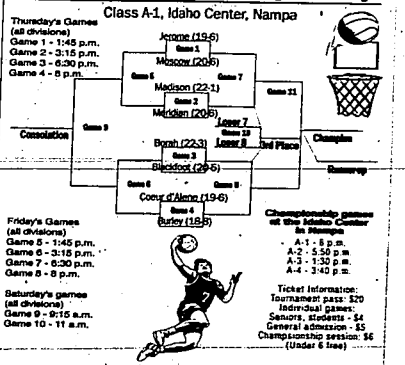 Class A-1, Idaho Center, Nampa
Thursday's Games
(all divisions)
Game 1 - 1:45 p.m.
Game 2 - 3:15 p.m.
Game 3 - 6:30 p.m.
Game 4 - 8 p.m.
Jerome (19-6)
Game 1
Moscow (20-6)
Game 5
Game 7
Madison (22-1)
Game 2
Meridian (20-6)
Game 11
Game 9
Loser 7
Game 10
Loser 8
3rd Place
Consolation
Champion
Runnerup
Borah (22-3)
Game 3
Blackfoot (20-5)
Game 6
Game 8
Coeur d'Alene (19-6)
Game 4
Burley (18-8)
Friday's Games
(all divisions)
Game 5 - 1:45 p.m.
Game 6 - 3:15 p.m.
Game 7 - 6:30 p.m.
Game 8 - 8 p.m.
Saturday's games
(all divisions)
Game 9 - 9:15 a.m.
Game 10 - 11 a.m.
7
Championship games
at the Idaho Center
in Nampa
A-1 - 8 p.m.
A-2 - 5:50 p.m.
A-3 - 1:30 p.m.
A-4 - 3:40 p.m.
Ticket Information:
Tournament pass: $20
Individual games:
Seniors, students - $4
General admission - $5
Championship session: $6
(Under 6 free)